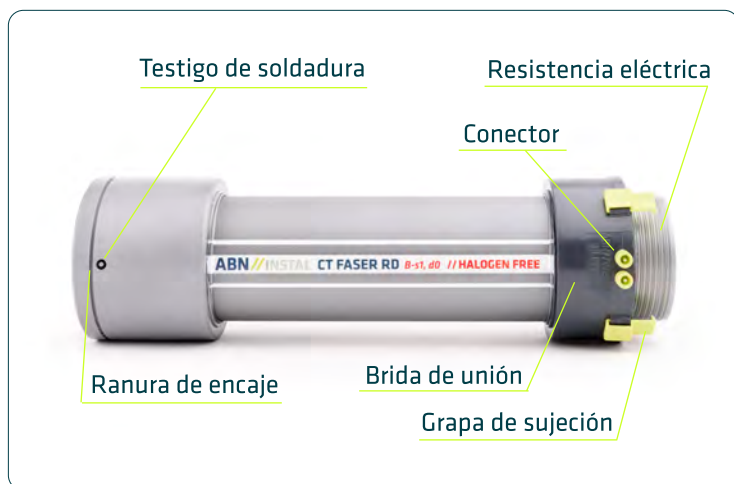 Testigo de soldadura
Resistencia eléctrica
Conector
ABN//INSTAL CT FASER RD B-s1, d0 // HALOGEN FREE
Ranura de encaje
Brida de unión
Grapa de sujeción